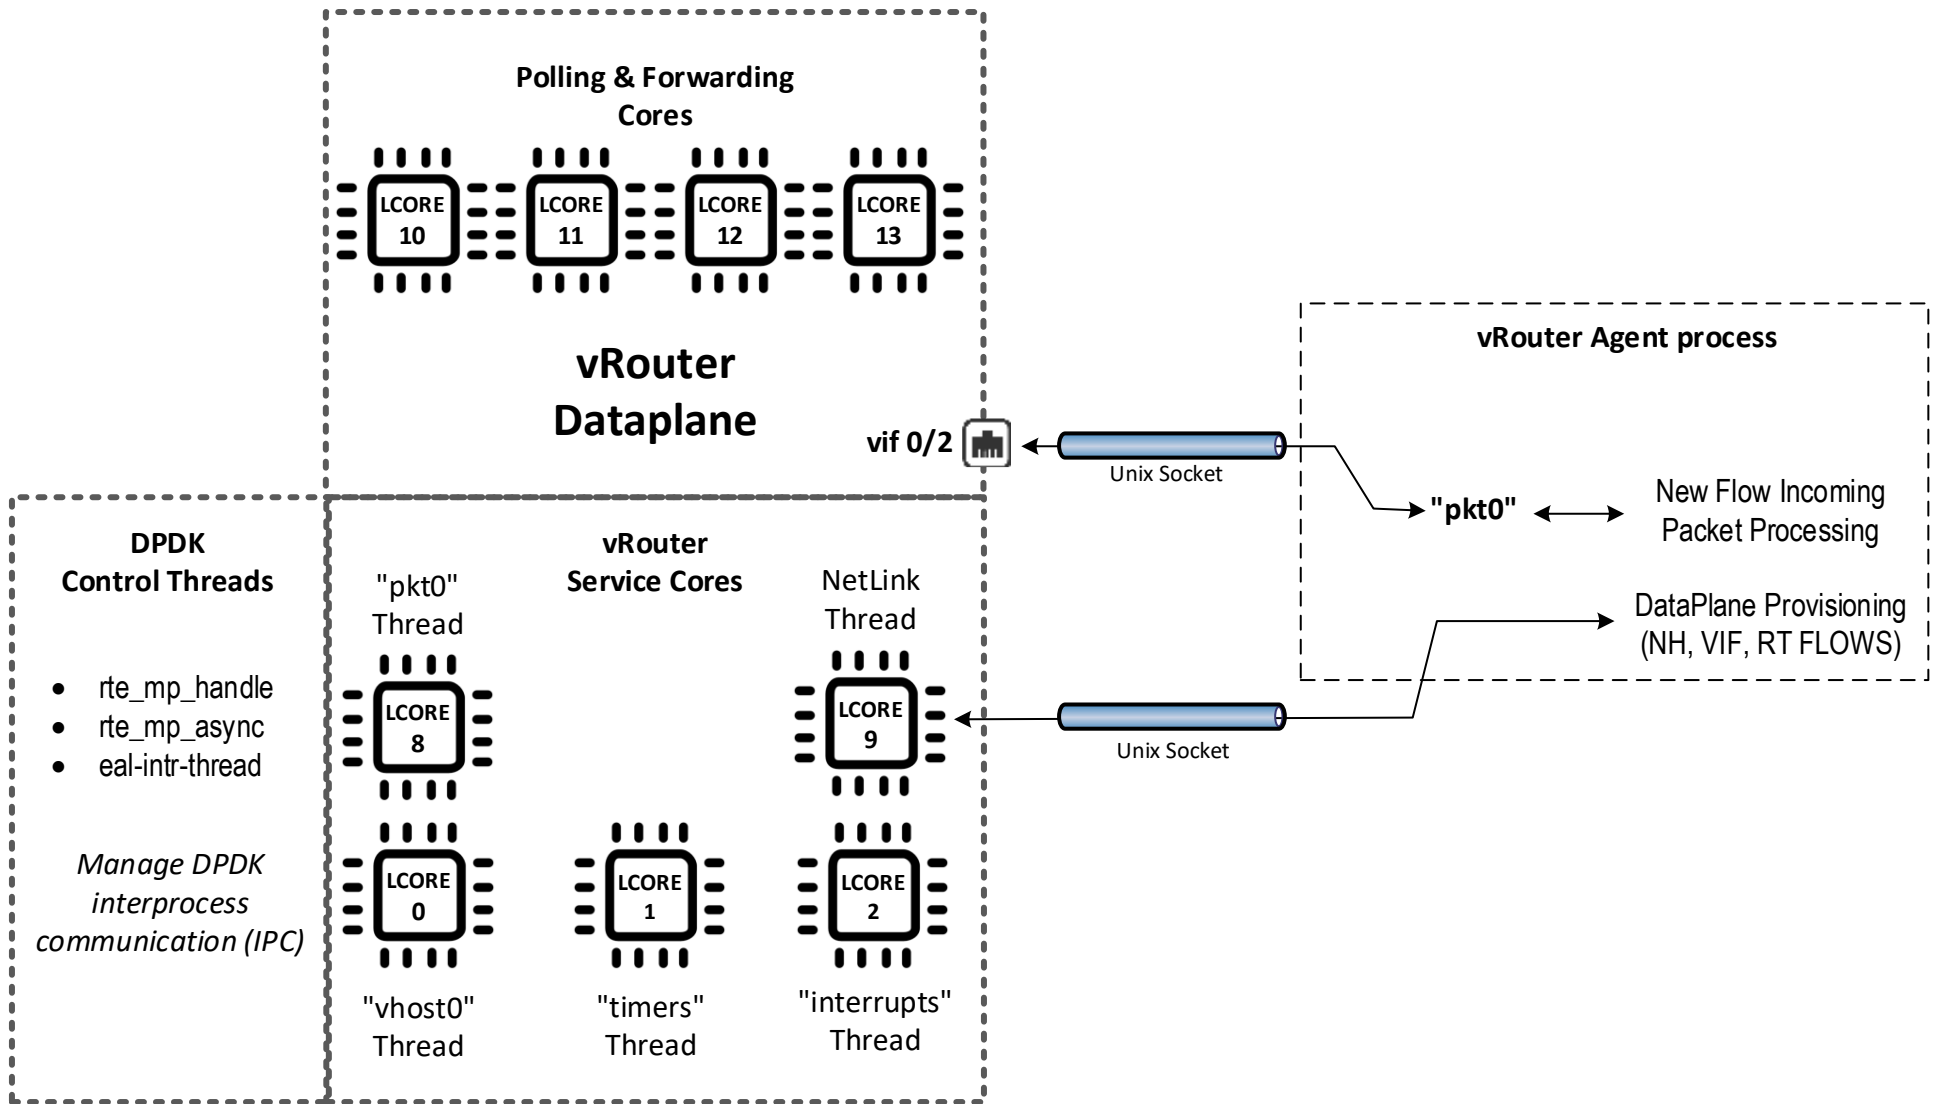 Polling & Forwarding
Cores
LCORE
10
LCORE
11
LCORE
12
LCORE
13
vRouter
Dataplane
vif 0/2
Unix Socket
vRouter Agent process
"pkt0"
New Flow Incoming
Packet Processing
DataPlane Provisioning
(NH, VIF, RT FLOWS)
Unix Socket
DPDK
Control Threads
• rte_mp_handle
• rte_mp_async
• eal-intr-thread
Manage DPDK
interprocess
communication (IPC)
vRouter
Service Cores
"pkt0"
Thread
NetLink
Thread
LCORE
8
LCORE
9
LCORE
0
LCORE
1
LCORE
2
"vhost0"
Thread
"timers"
Thread
"interrupts"
Thread